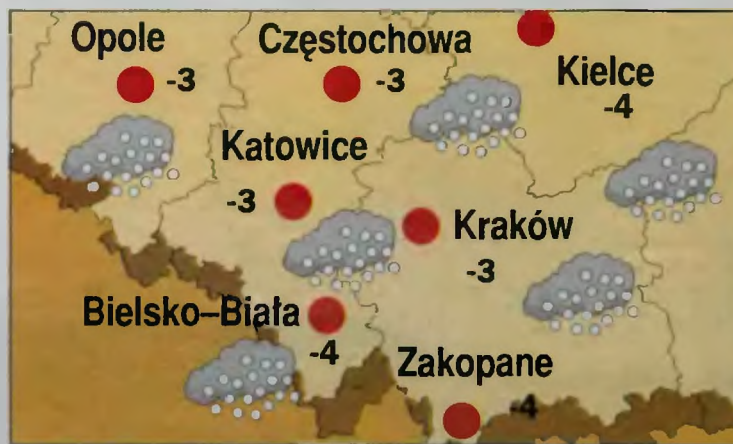 Opole
-3
Częstochowa
-3
Kielce
-4
Katowice
-3
Kraków
-3
Bielsko–Biała
-4
Zakopane
-4